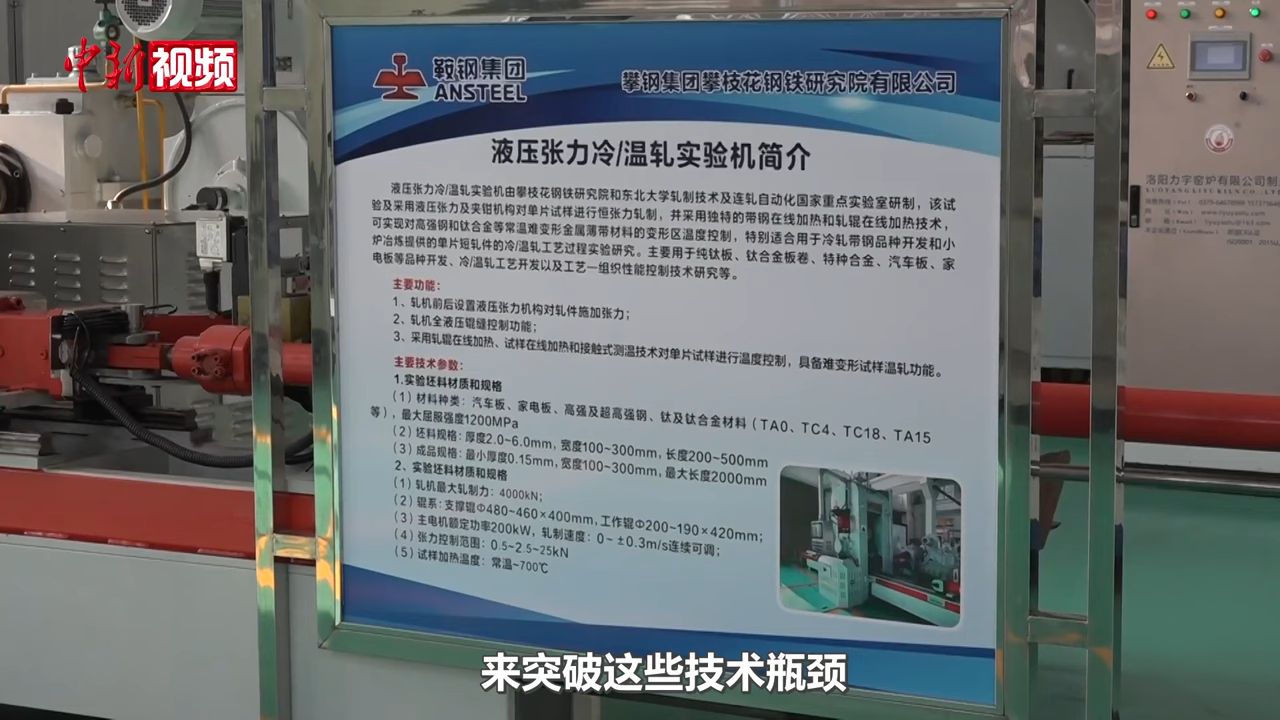 中新视频
鞍钢集团
ANSTEEL
攀钢集团攀枝花钢铁研究院有限公司
液压张力冷/温轧实验机简介
液压张力冷/温轧实验机由攀枝花钢铁研究院和东北大学轧制技术及连轧自动化国家重点实验室研制，该试
验及采用液压张力及夹钳机构对单片试样进行恒张力轧制，并采用独特的带钢在线加热和轧辊在线加热技术，
可实现对高强钢和钛合金等常温难变形金属薄带材料的变形区温度控制，特别适合用于冷轧带钢品种开发和小
炉冶炼提供的单片短轧件的冷/温轧工艺过程实验研究。主要用于纯钛板、钛合金板卷、特种合金、汽车板、家
电板等品种开发、冷/温轧工艺开发以及工艺—组织性能控制技术研究等。
主要功能：
1、轧机前后设置液压张力机构对轧件施加张力；
2、轧机全液压辊缝控制功能；
3、采用轧辊在线加热、试样在线加热和接触式测温技术对单片试样进行温度控制，具备难变形试样温轧功能。
主要技术参数：
1.实验坯料材质和规格
（1）材料种类：汽车板、家电板、高强及超高强钢、钛及钛合金材料（TA0、TC4、TC18、TA15
等），最大屈服强度1200MPa
（2）坯料规格：厚度2.0~6.0mm，宽度100~300mm，长度200~500mm
（3）成品规格：最小厚度0.15mm，宽度100~300mm，最大长度2000mm
2、实验坯料材质和规格
（1）轧机最大轧制力：4000kN；
（2）辊系：支撑辊Φ480~460×400mm，工作辊Φ200~190×420mm；
（3）主电机额定功率200kW，轧制速度：0~ ±0.3m/s连续可调；
（4）张力控制范围：0.5~2.5~25kN
（5）试样加热温度：常温~700℃
洛阳力宇窑炉有限公司制
来突破这些技术瓶颈